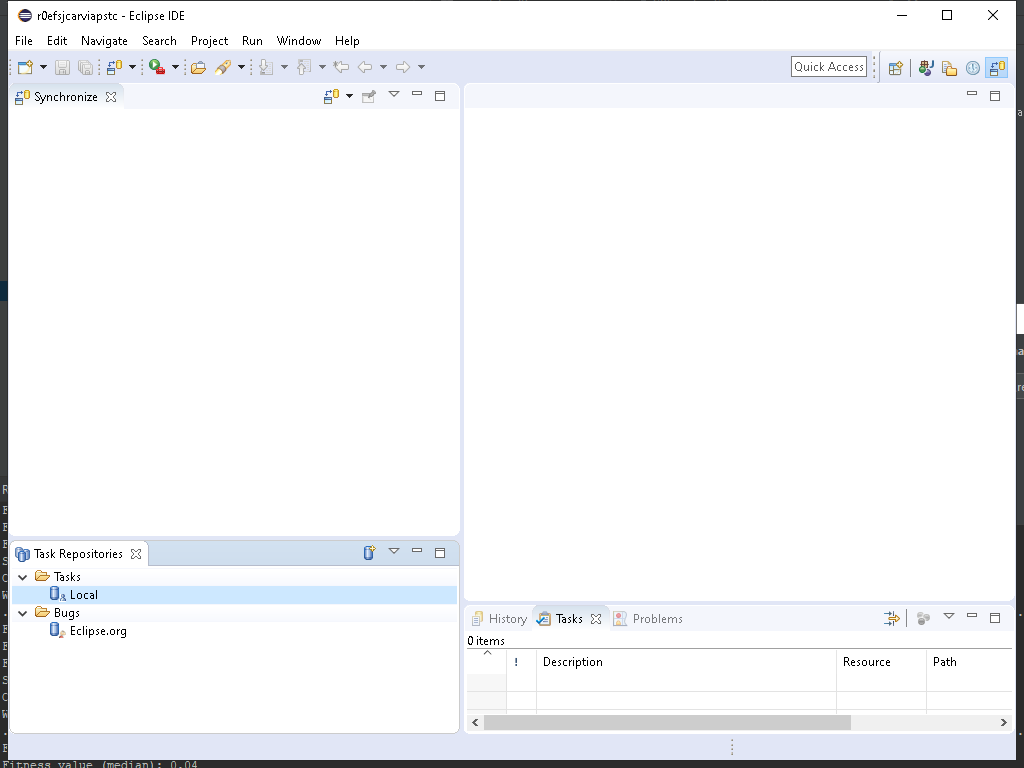 r0efsjcarviapstc - Eclipse IDE
File Edit Navigate Search Project Run Window Help
Quick Access
Synchronize
Task Repositories
Tasks
Local
Bugs
Eclipse.org
History Tasks Problems
0 items
! Description Resource Path
Fitness value (median): 0.04